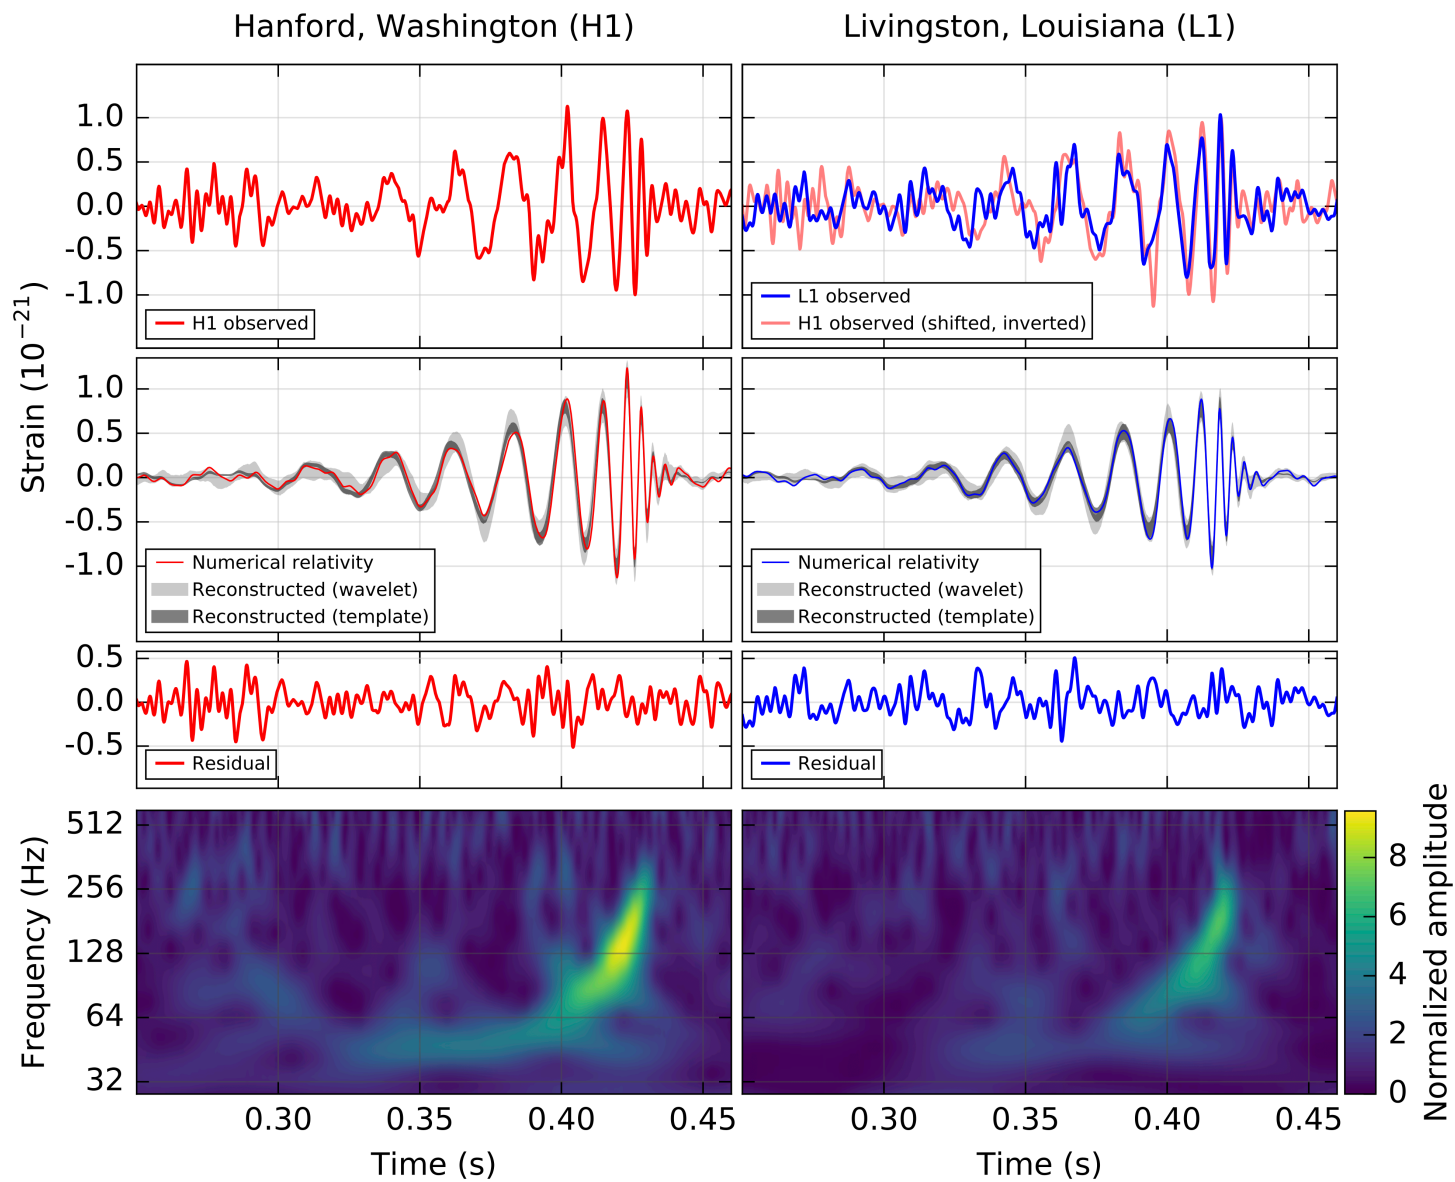 Hanford, Washington (H1)
Livingston, Louisiana (L1)
Strain (10−21)
1.0
0.5
0.0
-0.5
-1.0
H1 observed
L1 observed
H1 observed (shifted, inverted)
1.0
0.5
0.0
-0.5
-1.0
Numerical relativity
Reconstructed (wavelet)
Reconstructed (template)
Numerical relativity
Reconstructed (wavelet)
Reconstructed (template)
0.5
0.0
-0.5
Residual
Residual
Frequency (Hz)
512
256
128
64
32
0.30 0.35 0.40 0.45
Time (s)
0.30 0.35 0.40 0.45
Time (s)
8
6
4
2
0
Normalized amplitude